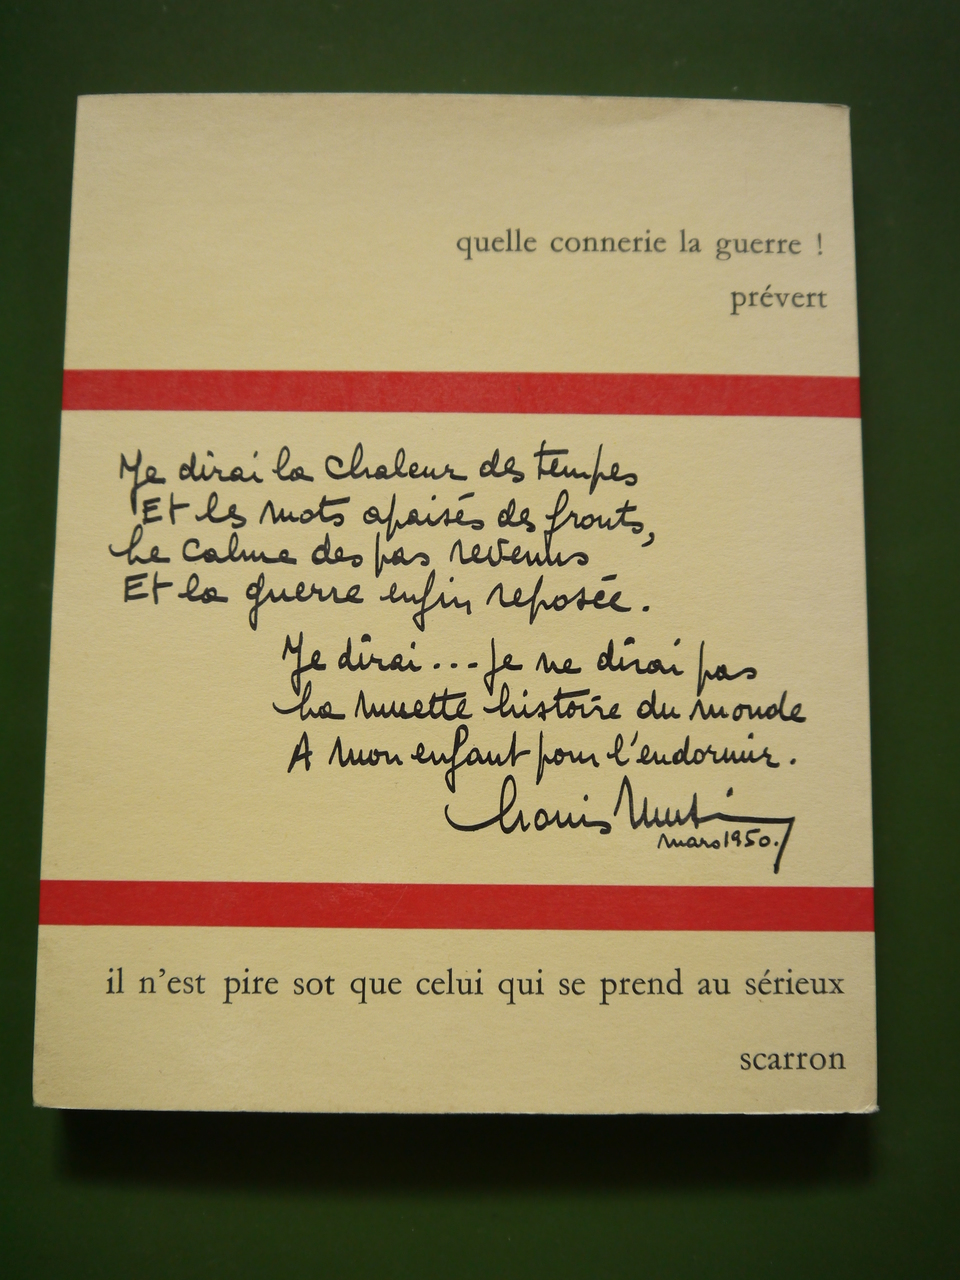 quelle connerie la guerre !
prévert
Je dirai la chaleur des tempes
Et les mots apaisés des fronts,
Le calme des pas revenus
Et la guerre enfin reposée.
Je dirai... je ne dirai pas
La muette histoire du monde
A mon enfant pour l'endormir.
Louis
mars 1950.
il n'est pire sot que celui qui se prend au sérieux
scarron